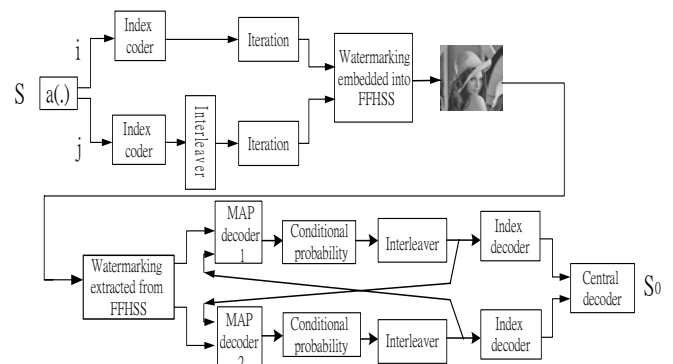 Index
coder
Iteration
i
S
a(.)
Watermarking
embedded into
FFHSS
j
Index
coder
Interleaver
Iteration
MAP
decoder
1
Conditional
probability
Interleaver
Index
decoder
Watermarking
extracted from
FFHSS
Central
decoder
S0
MAP
decoder
2
Conditional
probability
Interleaver
Index
decoder